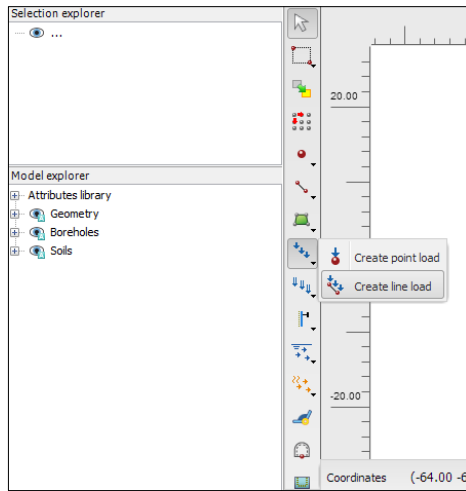 Selection explorer
...
Model explorer
Attributes library
Geometry
Boreholes
Soils
20.00
Create point load
Create line load
-20.00
Coordinates (-64.00 -6